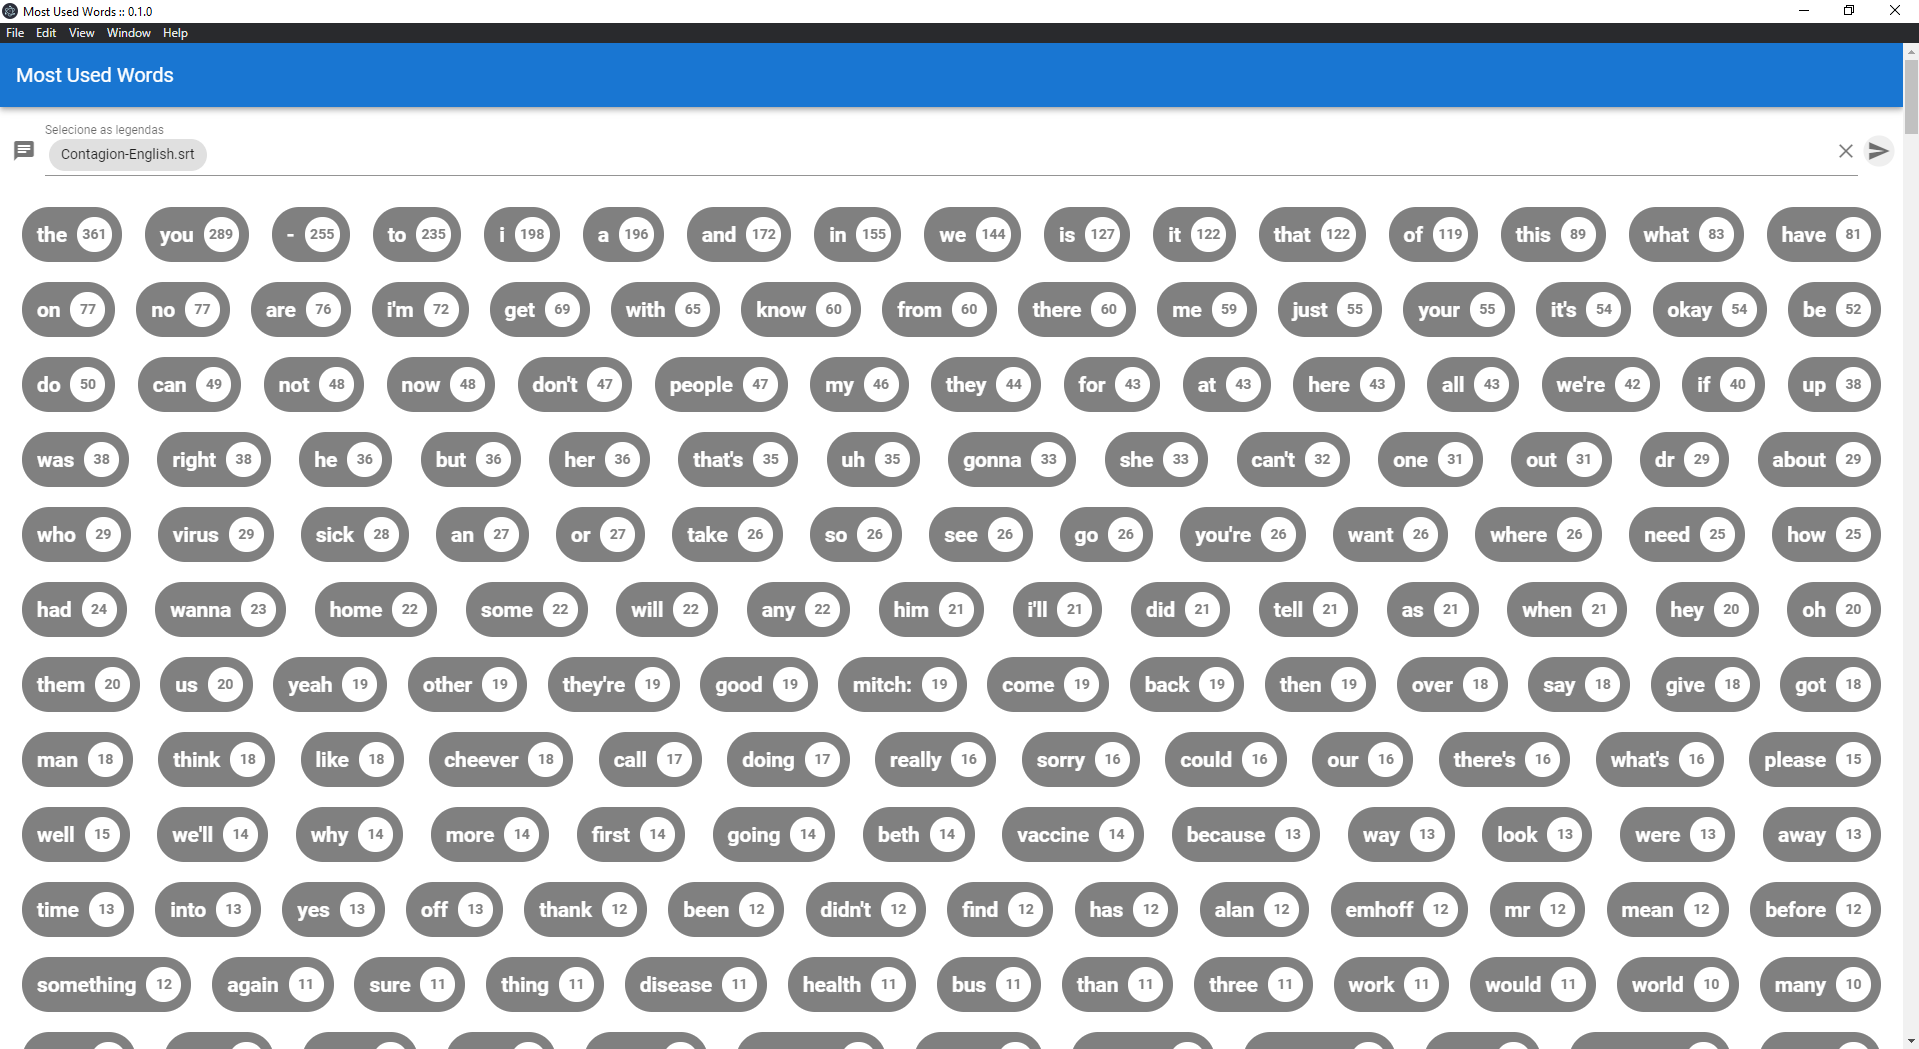 Most Used Words :: 0.1.0
File Edit View Window Help
Most Used Words
Selecione as legendas
Contagion-English.srt
the 361 you 289 - 255 to 235 i 198 a 196 and 172 in 155 we 144 is 127 it 122 that 122 of 119 this 89 what 83 have 81
on 77 no 77 are 76 i'm 72 get 69 with 65 know 60 from 60 there 60 me 59 just 55 your 55 it's 54 okay 54 be 52
do 50 can 49 not 48 now 48 don't 47 people 47 my 46 they 44 for 43 at 43 here 43 all 43 we're 42 if 40 up 38
was 38 right 38 he 36 but 36 her 36 that's 35 uh 35 gonna 33 she 33 can't 32 one 31 out 31 dr 29 about 29
who 29 virus 29 sick 28 an 27 or 27 take 26 so 26 see 26 go 26 you're 26 want 26 where 26 need 25 how 25
had 24 wanna 23 home 22 some 22 will 22 any 22 him 21 i'll 21 did 21 tell 21 as 21 when 21 hey 20 oh 20
them 20 us 20 yeah 19 other 19 they're 19 good 19 mitch: 19 come 19 back 19 then 19 over 18 say 18 give 18 got 18
man 18 think 18 like 18 cheever 18 call 17 doing 17 really 16 sorry 16 could 16 our 16 there's 16 what's 16 please 15
well 15 we'll 14 why 14 more 14 first 14 going 14 beth 14 vaccine 14 because 13 way 13 look 13 were 13 away 13
time 13 into 13 yes 13 off 13 thank 12 been 12 didn't 12 find 12 has 12 alan 12 emhoff 12 mr 12 mean 12 before 12
something 12 again 11 sure 11 thing 11 disease 11 health 11 bus 11 than 11 three 11 work 11 would 11 world 10 many 10